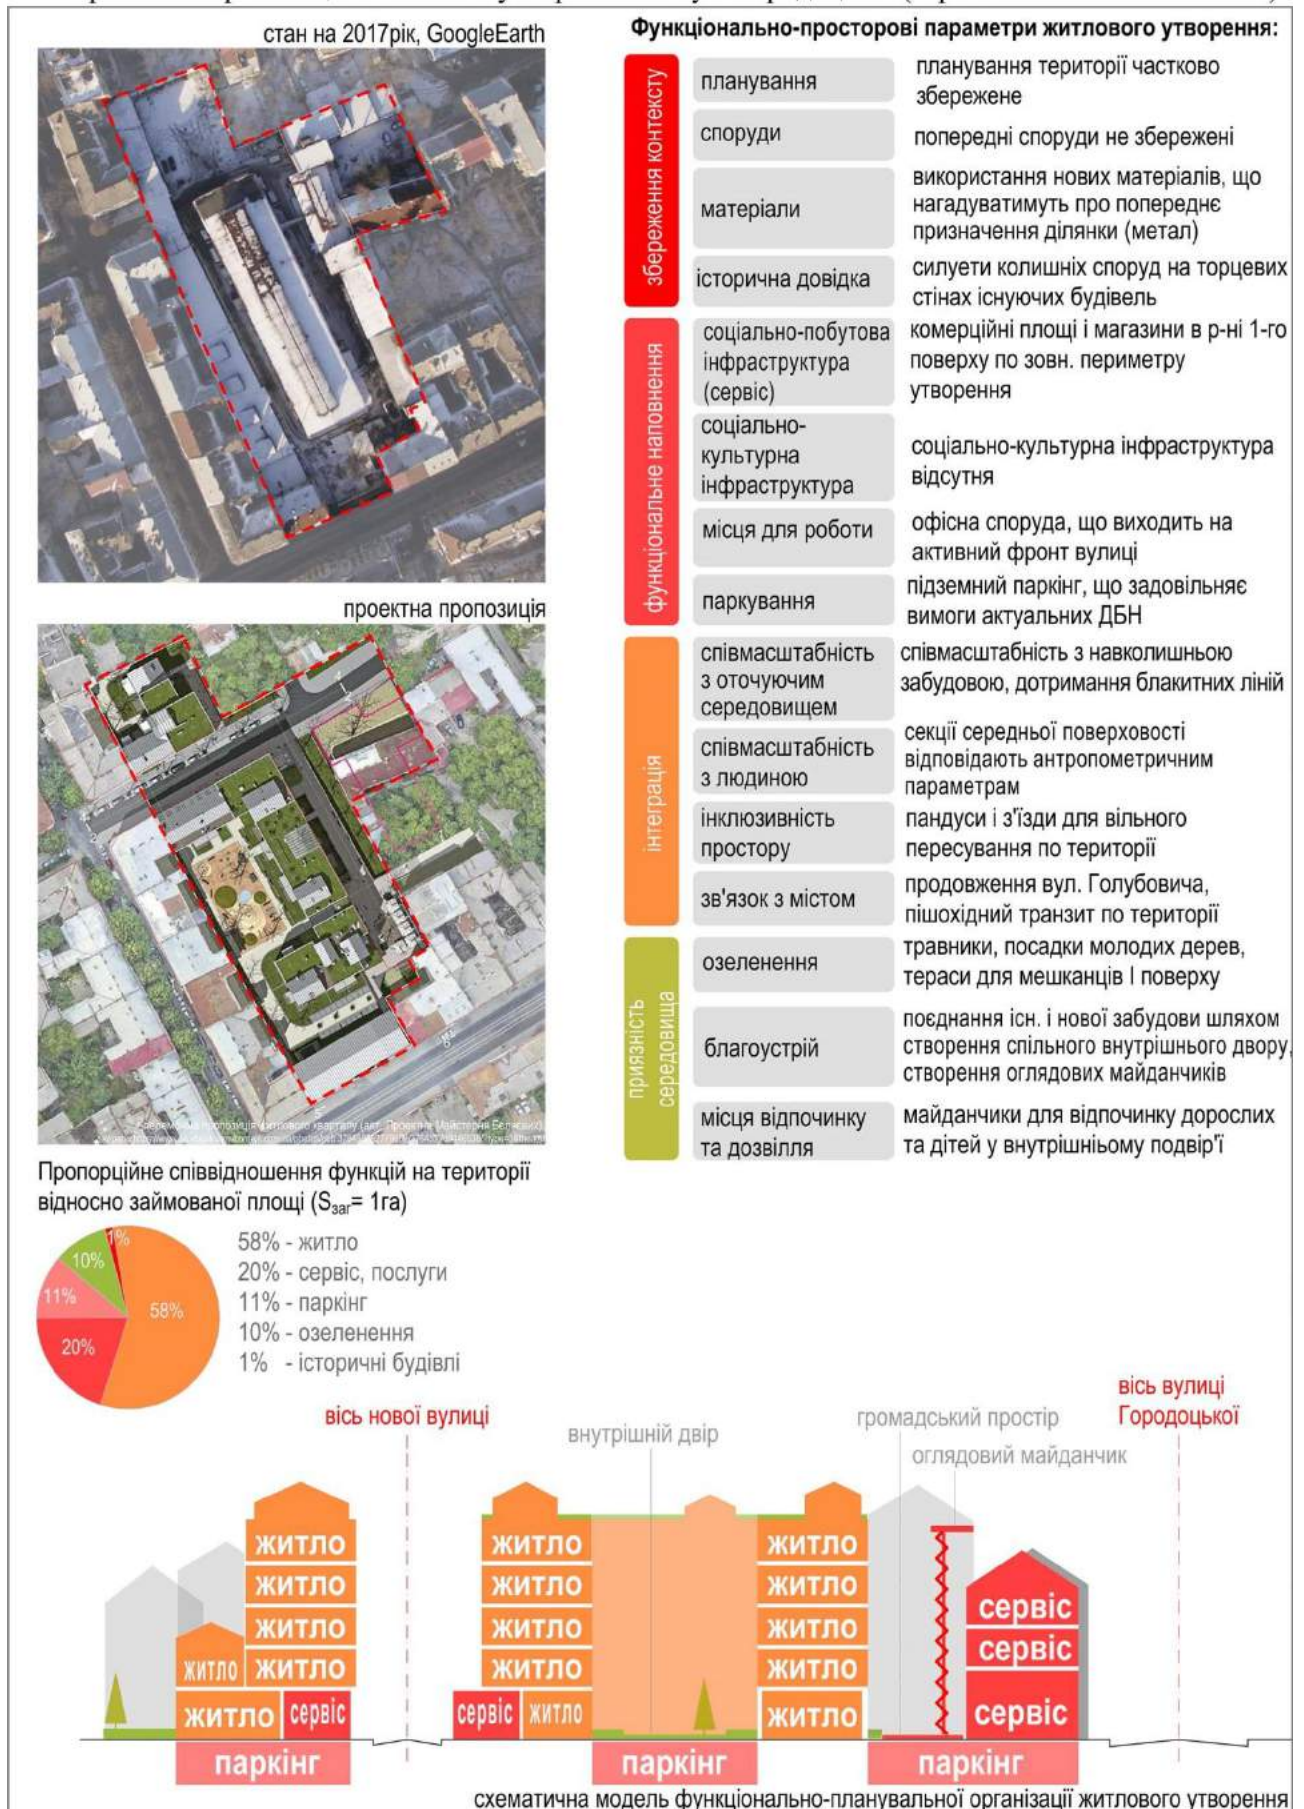 стан на 2017рік, GoogleEarth
проектна пропозиція
Функціонально-просторові параметри житлового утворення:
збереження контексту
планування
планування території частково
збережене
споруди
попередні споруди не збережені
матеріали
використання нових матеріалів, що
нагадуватимуть про попереднє
призначення ділянки (метал)
історична довідка
силуети колишніх споруд на торцевих
стінах існуючих будівель
функціональне наповнення
соціально-побутова
інфраструктура
(сервіс)
комерційні площі і магазини в р-ні 1-го
поверху по зовн. периметру
утворення
соціально-
культурна
інфраструктура
соціально-культурна інфраструктура
відсутня
місця для роботи
офісна споруда, що виходить на
активний фронт вулиці
паркування
підземний паркінг, що задовільняє
вимоги актуальних ДБН
інтеграція
співмасштабність
з оточуючим
середовищем
співмасштабність з навколишньою
забудовою, дотримання блакитних ліній
співмасштабність
з людиною
секції середньої поверховості
відповідають антропометричним
параметрам
інклюзивність
простору
пандуси і з'їзди для вільного
пересування по території
зв'язок з містом
продовження вул. Голубовича,
пішохідний транзит по території
приязність
середовища
озеленення
травники, посадки молодих дерев,
тераси для мешканців І поверху
благоустрій
поєднання існ. і нової забудови шляхом
створення спільного внутрішнього двору,
створення оглядових майданчиків
місця відпочинку
та дозвілля
майданчики для відпочинку дорослих
та дітей у внутрішніьому подвір'ї
Пропорційне співвідношення функцій на території
відносно займованої площі (Sзаг= 1га)
1%
10%
11%
58%
20%
58% - житло
20% - сервіс, послуги
11% - паркінг
10% - озеленення
1% - історичні будівлі
вісь нової вулиці
внутрішній двір
громадський простір
оглядовий майданчик
вісь вулиці
Городоцької
житло житло житло
житло житло житло сервіс
житло житло житло сервіс
житло житло житло житло
житло сервіс сервіс житло житло сервіс
паркінг паркінг паркінг
схематична модель функціонально-планувальної організації житлового утворення